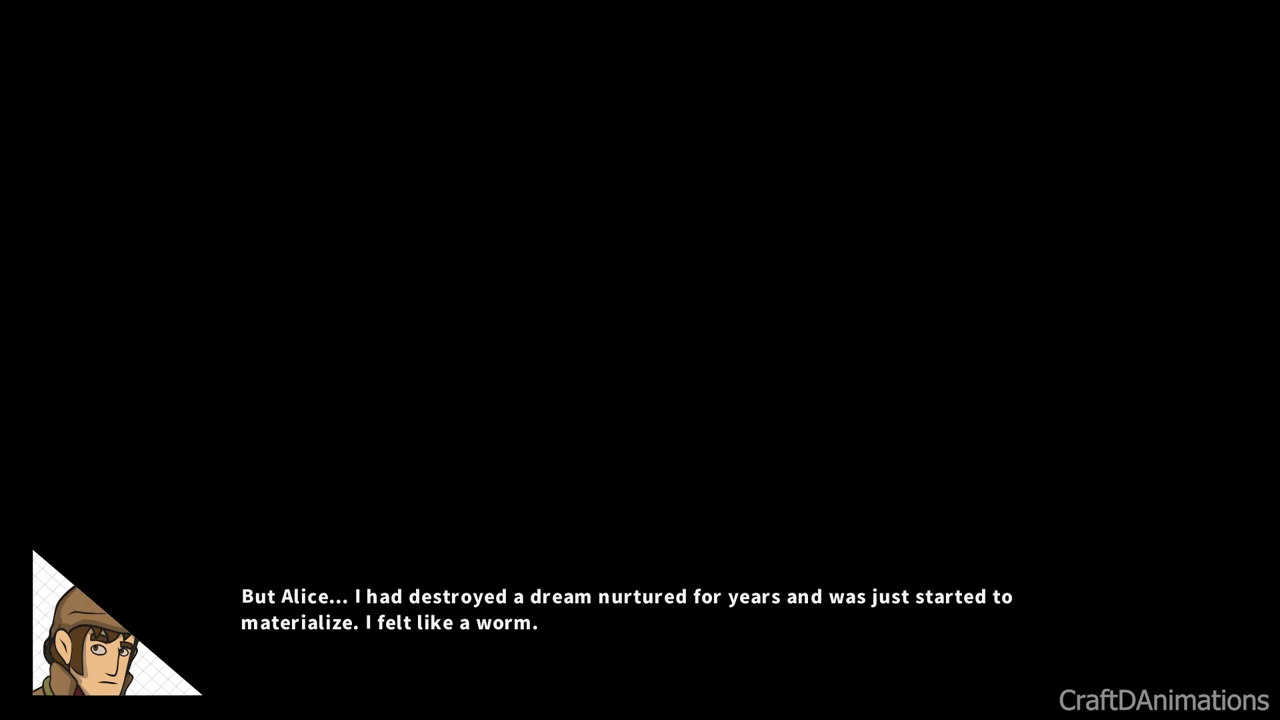 But Alice... I had destroyed a dream nurtured for years and was just started to
materialize. I felt like a worm.
CraftDAnimations